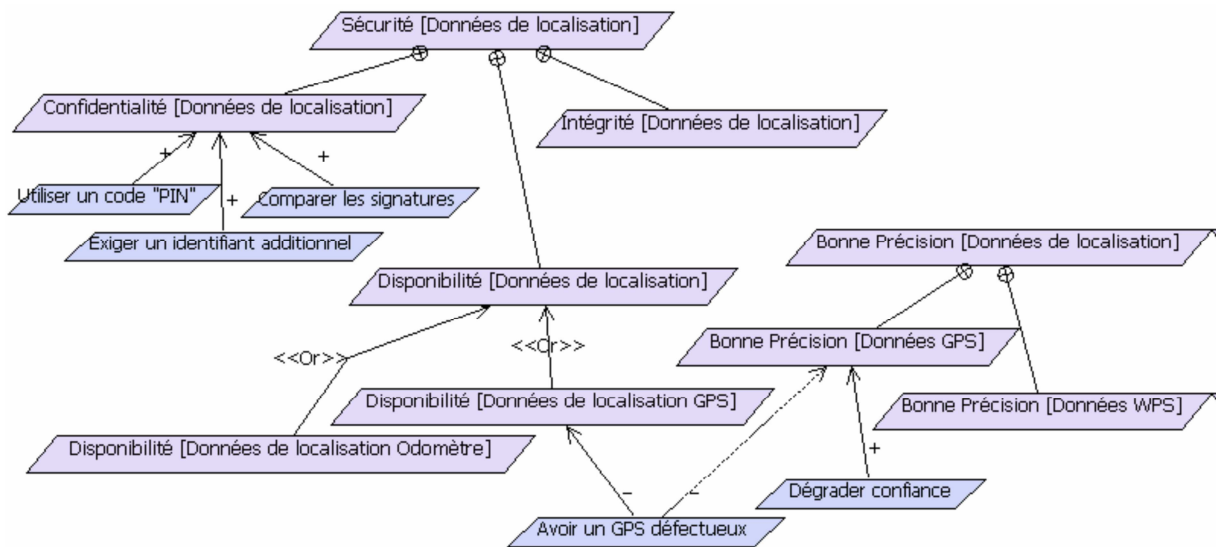 Sécurité [Données de localisation]
Confidentialité [Données de localisation]
Intégrité [Données de localisation]
+
+
Utiliser un code "PIN"
+
Comparer les signatures
Exiger un identifiant additionnel
Bonne Précision [Données de localisation]
Disponibilité [Données de localisation]
Bonne Précision [Données GPS]
<<Or>>
<<Or>>
Disponibilité [Données de localisation GPS]
Bonne Précision [Données WPS]
Disponibilité [Données de localisation Odomètre]
+
Dégrader confiance
-
-
Avoir un GPS défectueux